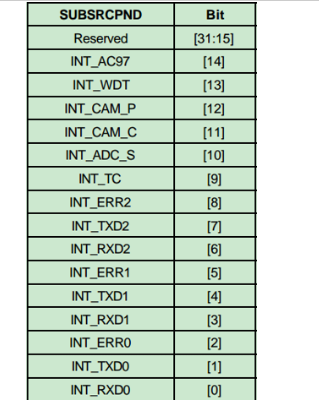 SUBSRCPND Bit
Reserved [31:15]
INT_AC97 [14]
INT_WDT [13]
INT_CAM_P [12]
INT_CAM_C [11]
INT_ADC_S [10]
INT_TC [9]
INT_ERR2 [8]
INT_TXD2 [7]
INT_RXD2 [6]
INT_ERR1 [5]
INT_TXD1 [4]
INT_RXD1 [3]
INT_ERR0 [2]
INT_TXD0 [1]
INT_RXD0 [0]